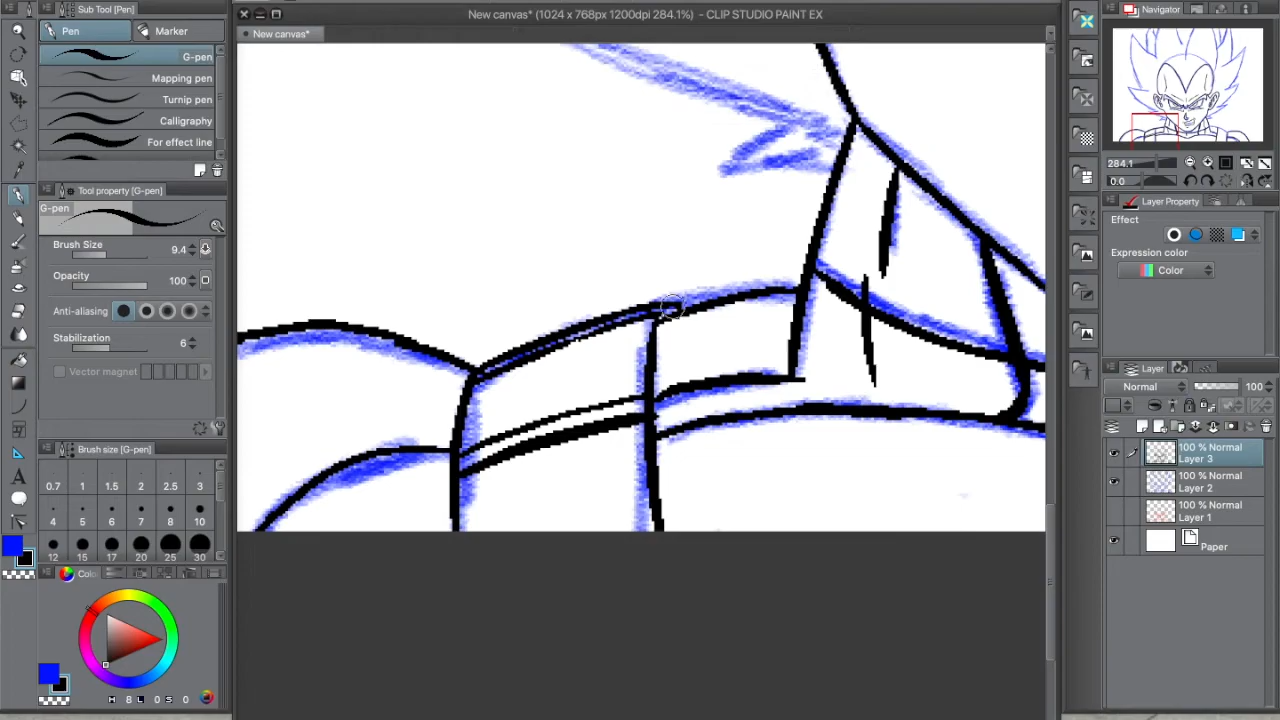 Sub Tool [Pen]
Pen
Marker
G-pen
Mapping pen
Turnip pen
Calligraphy
For effect line
Tool property [G-pen]
G-pen
Brush Size
9.4
Opacity
100
Anti-aliasing
Stabilization
6
Vector magnet
Brush size [G-pen]
0.7 1 1.5 2 2.5 3
4 5 6 7 8 10
12 15 17 20 25 30
Colo
H 8 L 0 S 0
New canvas* (1024 x 768px 1200dpi 284.1%) - CLIP STUDIO PAINT EX
New canvas*
Navigator
284.1
0.0
Layer Property
Effect
Expression color
Color
Layer
Normal
100
100 % Normal
Layer 3
100 % Normal
Layer 2
100 % Normal
Layer 1
Paper